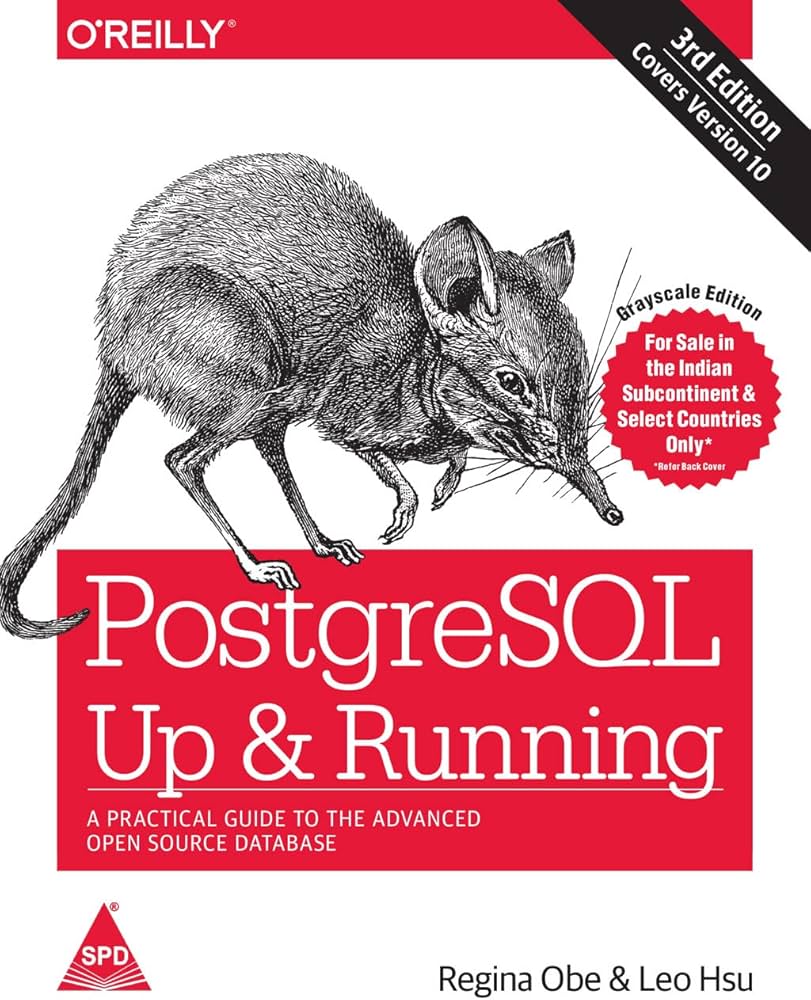 O'REILLY®
3rd Edition
Covers Version 10
Grayscale Edition
For Sale in
the Indian
Subcontinent &
Select Countries
Only*
*Refer Back Cover
PostgreSQL
Up & Running
A PRACTICAL GUIDE TO THE ADVANCED
OPEN SOURCE DATABASE
®
SPD
Regina Obe & Leo Hsu